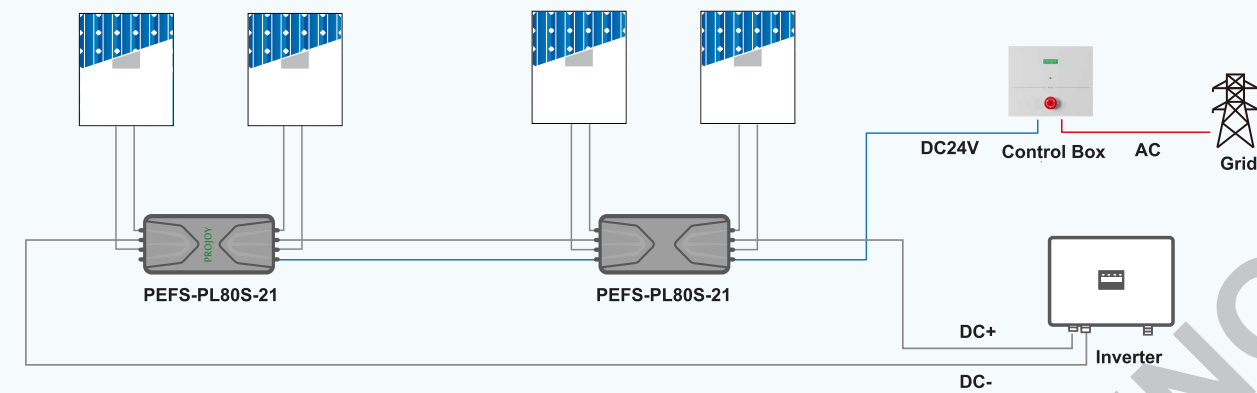 DC24V
Control Box
AC
Grid
PROJOY
PEFS-PL80S-21
PEFS-PL80S-21
DC+
Inverter
DC-